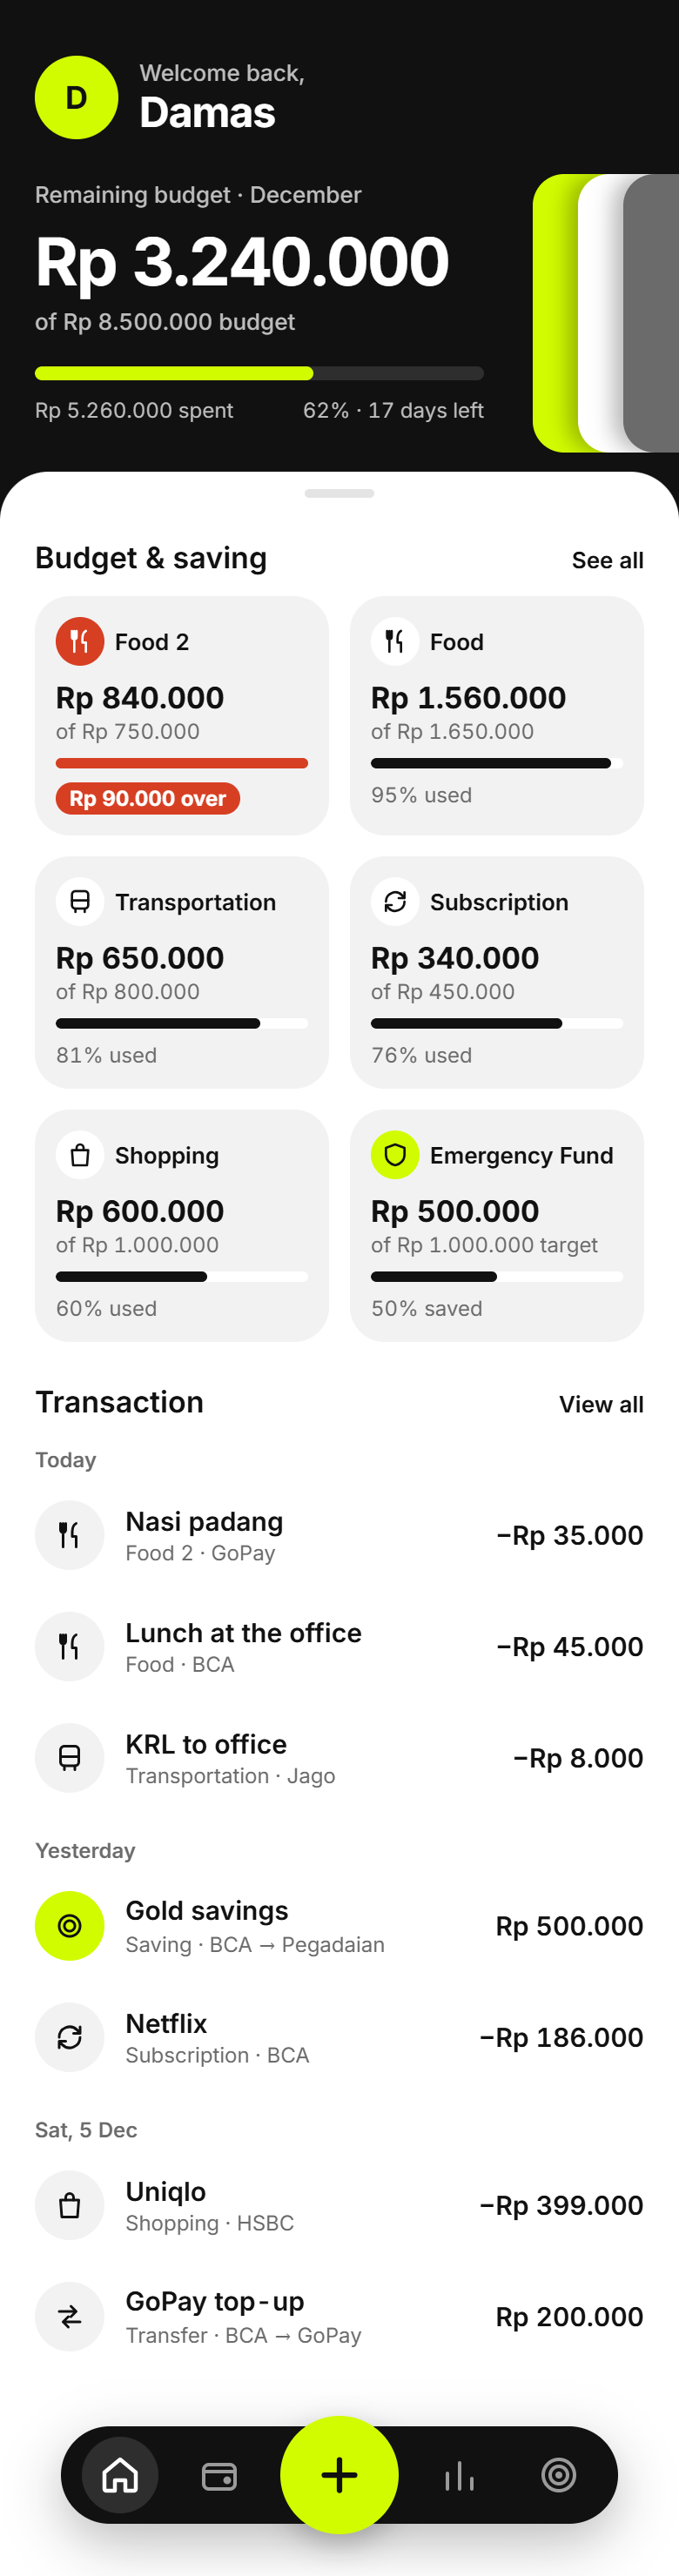 D
Welcome back,
Damas
Remaining budget · December
Rp 3.240.000
of Rp 8.500.000 budget
Rp 5.260.000 spent
62% · 17 days left
Budget & saving
See all
Food 2
Rp 840.000
of Rp 750.000
Rp 90.000 over
Food
Rp 1.560.000
of Rp 1.650.000
95% used
Transportation
Rp 650.000
of Rp 800.000
81% used
Subscription
Rp 340.000
of Rp 450.000
76% used
Shopping
Rp 600.000
of Rp 1.000.000
60% used
Emergency Fund
Rp 500.000
of Rp 1.000.000 target
50% saved
Transaction
View all
Today
Nasi padang
Food 2 · GoPay
−Rp 35.000
Lunch at the office
Food · BCA
−Rp 45.000
KRL to office
Transportation · Jago
−Rp 8.000
Yesterday
Gold savings
Saving · BCA → Pegadaian
Rp 500.000
Netflix
Subscription · BCA
−Rp 186.000
Sat, 5 Dec
Uniqlo
Shopping · HSBC
−Rp 399.000
GoPay top-up
Transfer · BCA → GoPay
Rp 200.000